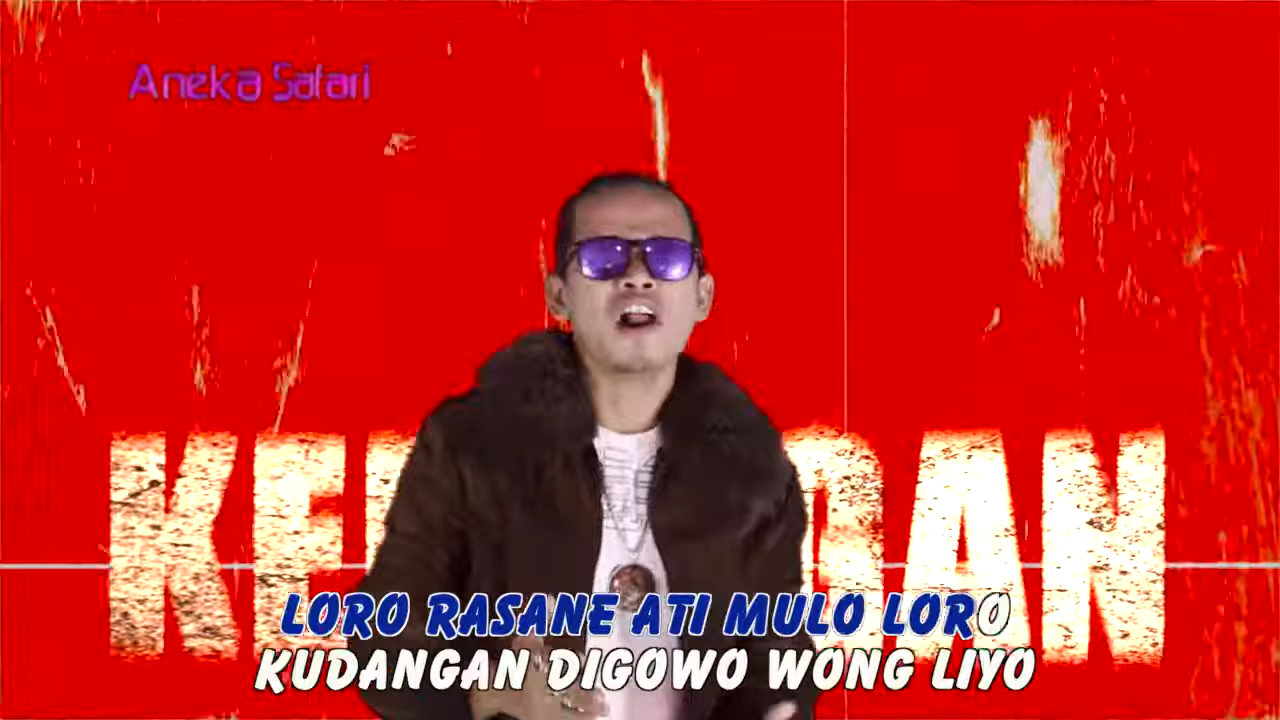 Aneka Safari
LORO RASANE ATI MULO LORO
KUDANGAN DIGOWO WONG LIYO